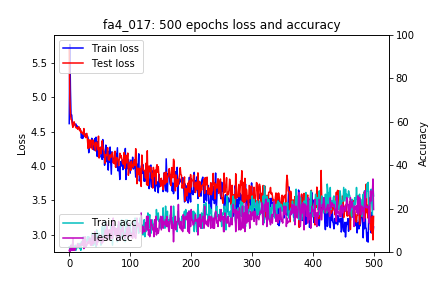 fa4_017: 500 epochs loss and accuracy
Train loss
Test loss
Train acc
Test acc
Loss
Accuracy
5.5
5.0
4.5
4.0
3.5
3.0
100
80
60
40
20
0
0 100 200 300 400 500